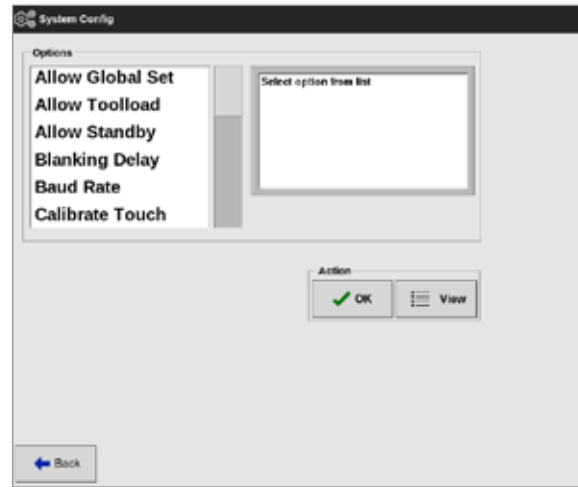 System Config
Options
Allow Global Set
Allow Toolload
Allow Standby
Blanking Delay
Baud Rate
Calibrate Touch
Select option from list
Action
OK
View
Back